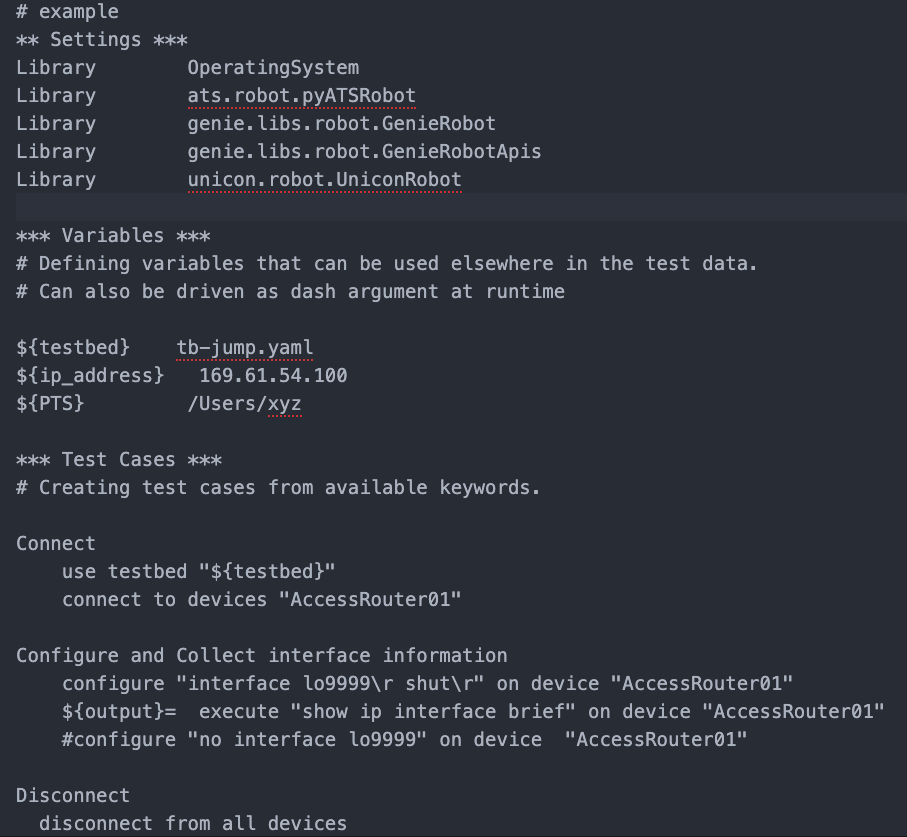 # example
** Settings ***
Library        OperatingSystem
Library        ats.robot.pyATSRobot
Library        genie.libs.robot.GenieRobot
Library        genie.libs.robot.GenieRobotApis
Library        unicon.robot.UniconRobot
*** Variables ***
# Defining variables that can be used elsewhere in the test data.
# Can also be driven as dash argument at runtime
${testbed}    tb-jump.yaml
${ip_address}   169.61.54.100
${PTS}         /Users/xyz
*** Test Cases ***
# Creating test cases from available keywords.
Connect
    use testbed "${testbed}"
    connect to devices "AccessRouter01"
Configure and Collect interface information
    configure "interface lo9999\r shut\r" on device "AccessRouter01"
    ${output}=  execute "show ip interface brief" on device "AccessRouter01"
    #configure "no interface lo9999" on device  "AccessRouter01"
Disconnect
  disconnect from all devices